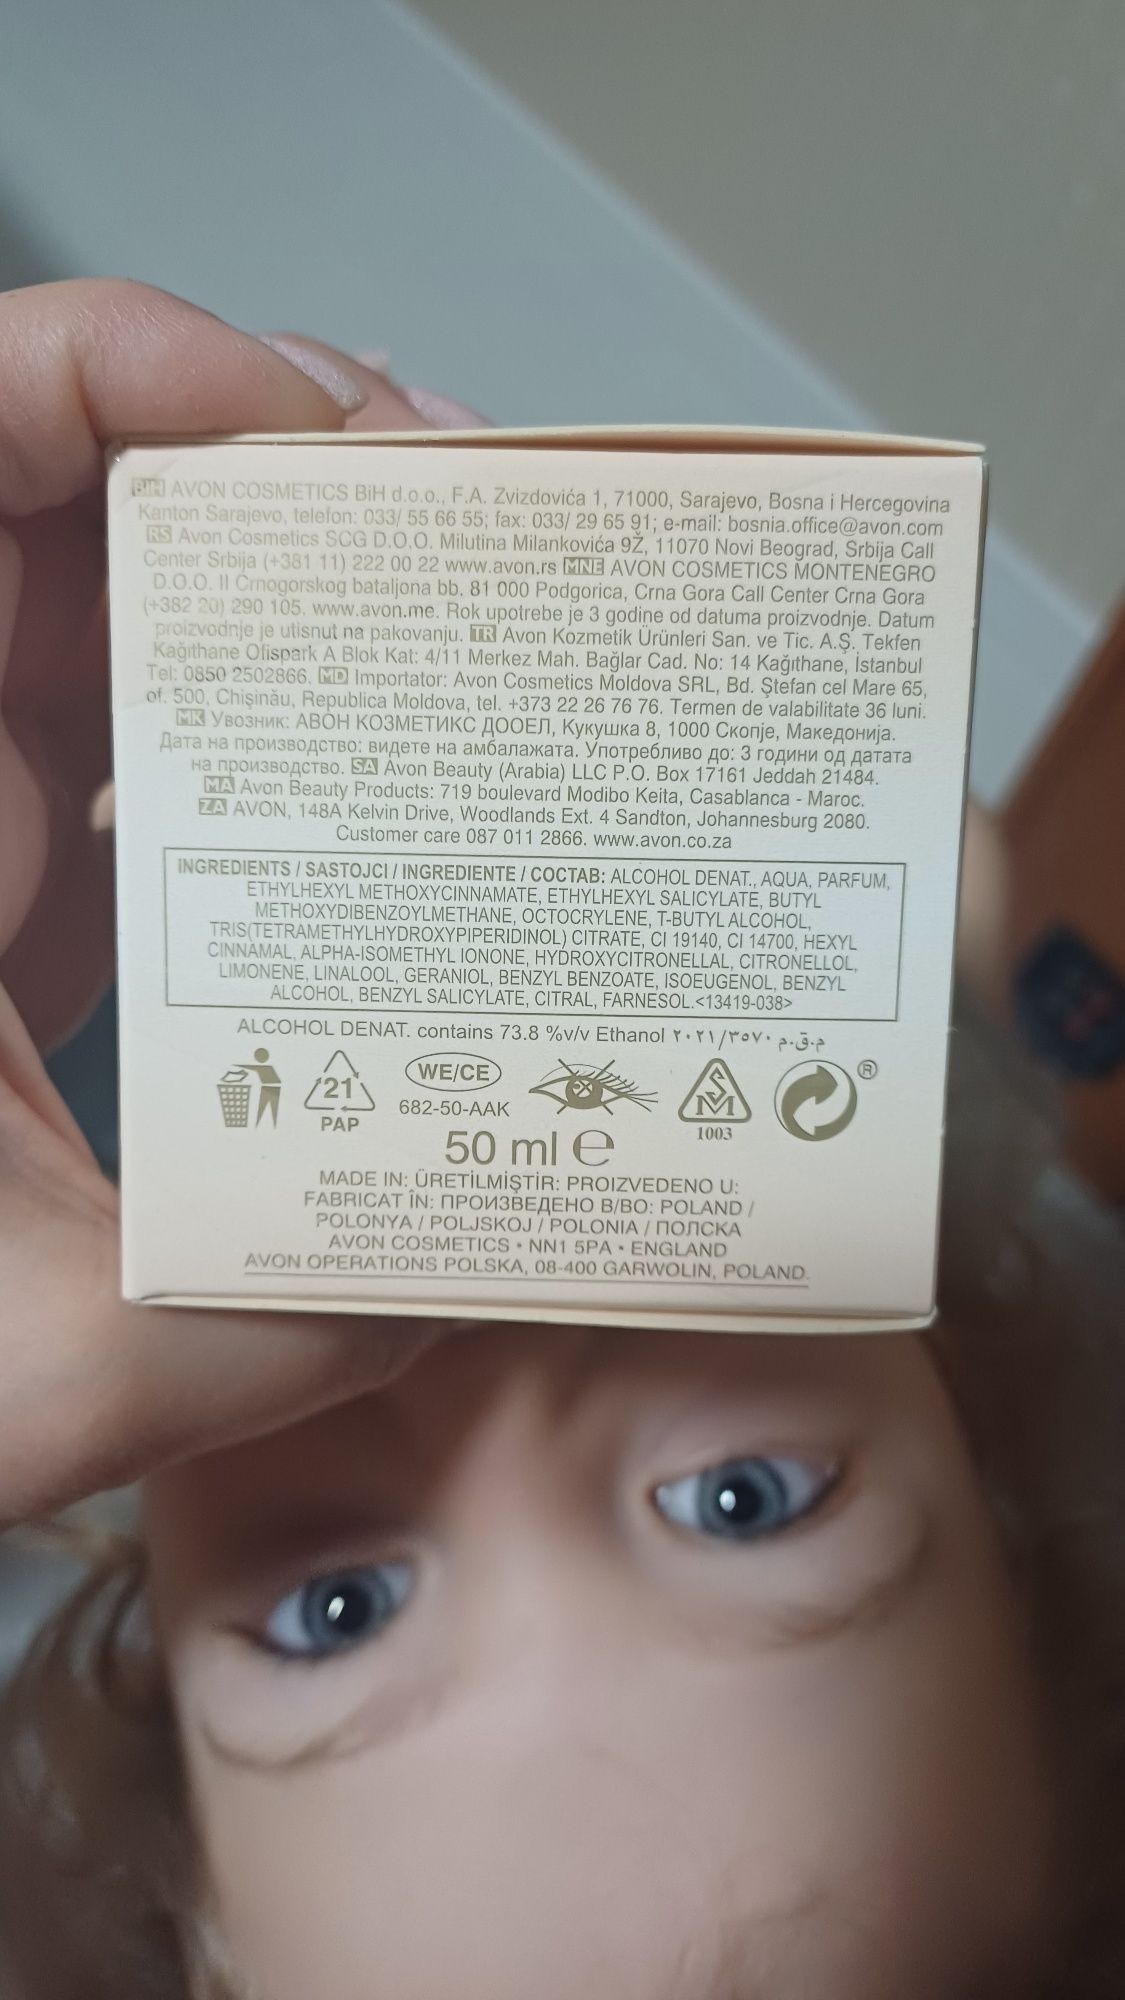 BIH AVON COSMETICS BiH d.o.o., F.A. Zvizdovića 1, 71000, Sarajevo, Bosna i Hercegovina
Kanton Sarajevo, telefon: 033/ 55 66 55; fax: 033/ 29 65 91; e-mail: bosnia.office@avon.com
RS Avon Cosmetics SCG D.O.O. Milutina Milankovića 9Ž, 11070 Novi Beograd, Srbija Call
Center Srbija (+381 11) 222 00 22 www.avon.rs MNE AVON COSMETICS MONTENEGRO
D.O.O. II Crnogorskog bataljona bb. 81 000 Podgorica, Crna Gora Call Center Crna Gora
(+382 20) 290 105. www.avon.me. Rok upotrebe je 3 godine od datuma proizvodnje. Datum
proizvodnje je utisnut na pakovanju. TR Avon Kozmetik Ürünleri San. ve Tic. A.Ş. Tekfen
Kağıthane Ofispark A Blok Kat: 4/11 Merkez Mah. Bağlar Cad. No: 14 Kağıthane, İstanbul
Tel: 0850 2502866. MD Importator: Avon Cosmetics Moldova SRL, Bd. Ştefan cel Mare 65,
of. 500, Chişinău, Republica Moldova, tel. +373 22 26 76 76. Termen de valabilitate 36 luni.
MK Увозник: АВОН КОЗМЕТИКС ДООЕЛ, Кукушка 8, 1000 Скопје, Македонија.
Дата на производство: видете на амбалажата. Употребливо до: 3 години од датата
на производство. SA Avon Beauty (Arabia) LLC P.O. Box 17161 Jeddah 21484.
MA Avon Beauty Products: 719 boulevard Modibo Keita, Casablanca - Maroc.
ZA AVON, 148A Kelvin Drive, Woodlands Ext. 4 Sandton, Johannesburg 2080.
Customer care 087 011 2866. www.avon.co.za
INGREDIENTS / SASTOJCI / INGREDIENTE / СОСТАВ: ALCOHOL DENAT., AQUA, PARFUM,
ETHYLHEXYL METHOXYCINNAMATE, ETHYLHEXYL SALICYLATE, BUTYL
METHOXYDIBENZOYLMETHANE, OCTOCRYLENE, T-BUTYL ALCOHOL,
TRIS(TETRAMETHYLHYDROXYPIPERIDINOL) CITRATE, CI 19140, CI 14700, HEXYL
CINNAMAL, ALPHA-ISOMETHYL IONONE, HYDROXYCITRONELLAL, CITRONELLOL,
LIMONENE, LINALOOL, GERANIOL, BENZYL BENZOATE, ISOEUGENOL, BENZYL
ALCOHOL, BENZYL SALICYLATE, CITRAL, FARNESOL.<13419-038>
ALCOHOL DENAT. contains 73.8 %v/v Ethanol م.ق.م ٢٠٢١/٣٥٧٠
21
PAP
WE/CE
682-50-AAK
SM
1003
®
50 ml e
MADE IN: ÜRETİLMİŞTİR: PROIZVEDENO U:
FABRICAT ÎN: ПРОИЗВЕДЕНО В/ВО: POLAND /
POLONYA / POLJSKOJ / POLONIA / ПОЛСКА
AVON COSMETICS • NN1 5PA • ENGLAND
AVON OPERATIONS POLSKA, 08-400 GARWOLIN, POLAND.